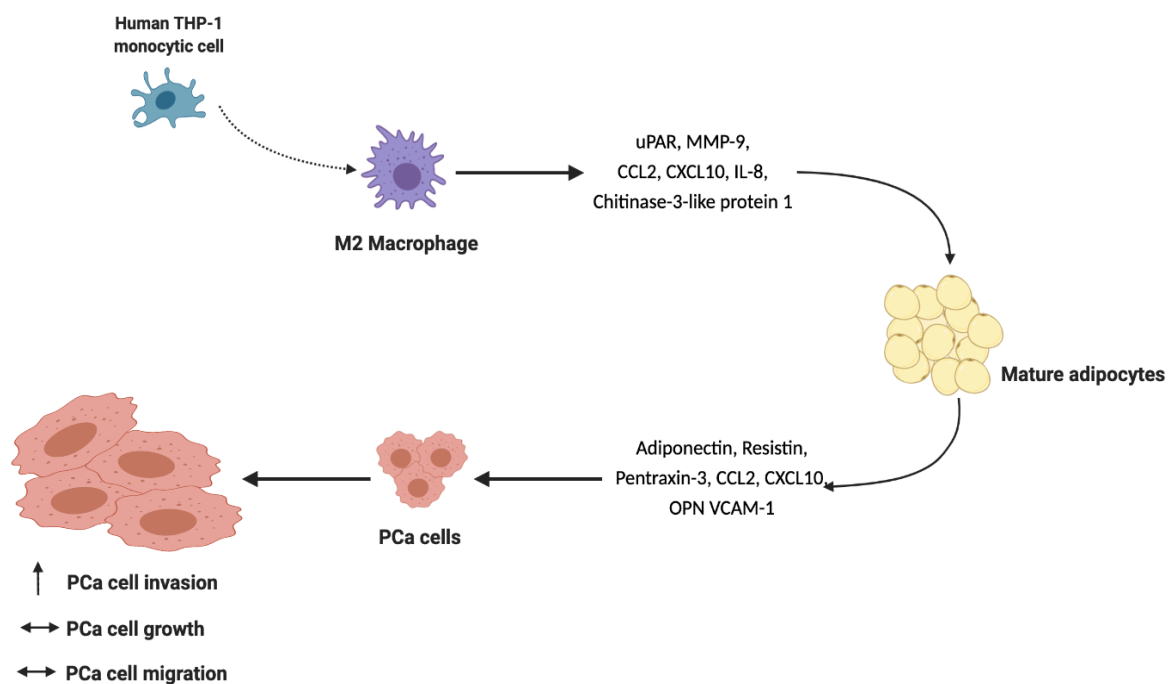 Human THP-1
monocytic cell
M2 Macrophage
uPAR, MMP-9,
CCL2, CXCL10, IL-8,
Chitinase-3-like protein 1
Mature adipocytes
Adiponectin, Resistin,
Pentraxin-3, CCL2, CXCL10,
OPN VCAM-1
PCa cells
PCa cell invasion
PCa cell growth
PCa cell migration